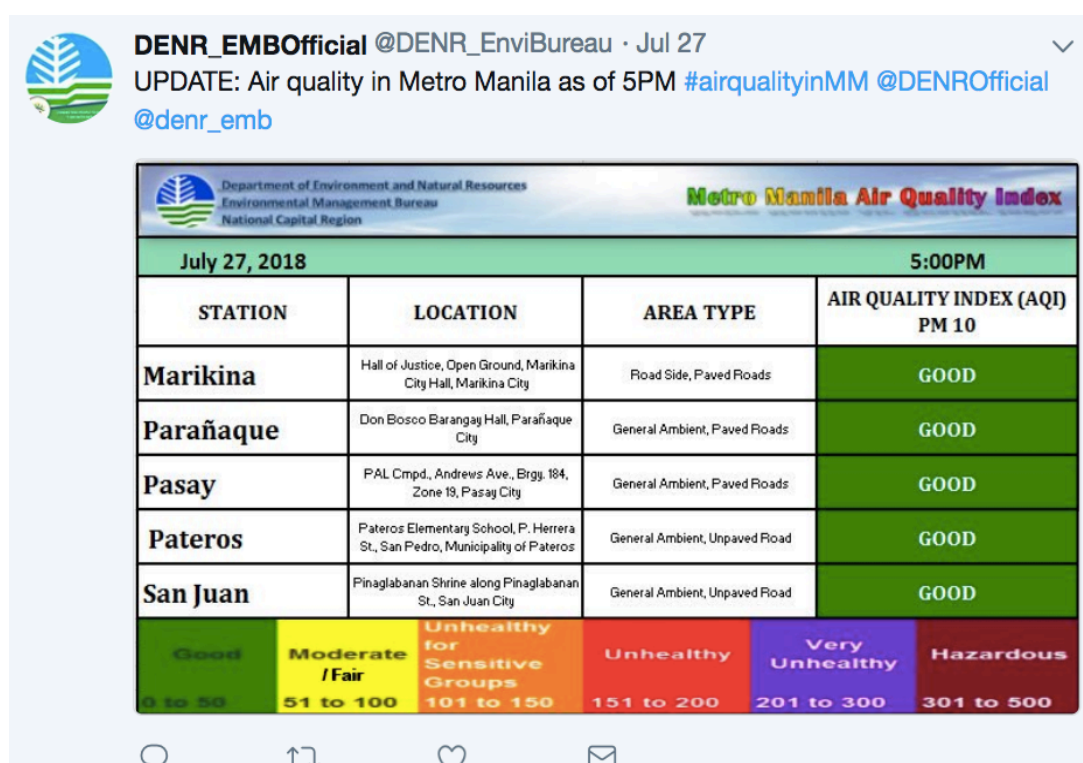 DENR_EMBOfficial @DENR_EnviBureau · Jul 27
UPDATE: Air quality in Metro Manila as of 5PM #airqualityinMM @DENROfficial
@denr_emb
Department of Environment and Natural Resources
Environmental Management Bureau
National Capital Region
Metro Manila Air Quality Index
July 27, 2018 5:00PM
STATION LOCATION AREA TYPE AIR QUALITY INDEX (AQI)
PM 10
Marikina Hall of Justice, Open Ground, Marikina
City Hall, Marikina City Road Side, Paved Roads GOOD
Parañaque Don Bosco Barangay Hall, Parañaque
City General Ambient, Paved Roads GOOD
Pasay PAL Cmpd., Andrews Ave., Brgy. 184,
Zone 19, Pasay City General Ambient, Paved Roads GOOD
Pateros Pateros Elementary School, P. Herrera
St., San Pedro, Municipality of Pateros General Ambient, Unpaved Road GOOD
San Juan Pinaglabanan Shrine along Pinaglabanan
St., San Juan City General Ambient, Unpaved Road GOOD
Good
0 to 50
Moderate
/ Fair
51 to 100
Unhealthy
for
Sensitive
Groups
101 to 150
Unhealthy
151 to 200
Very
Unhealthy
201 to 300
Hazardous
301 to 500